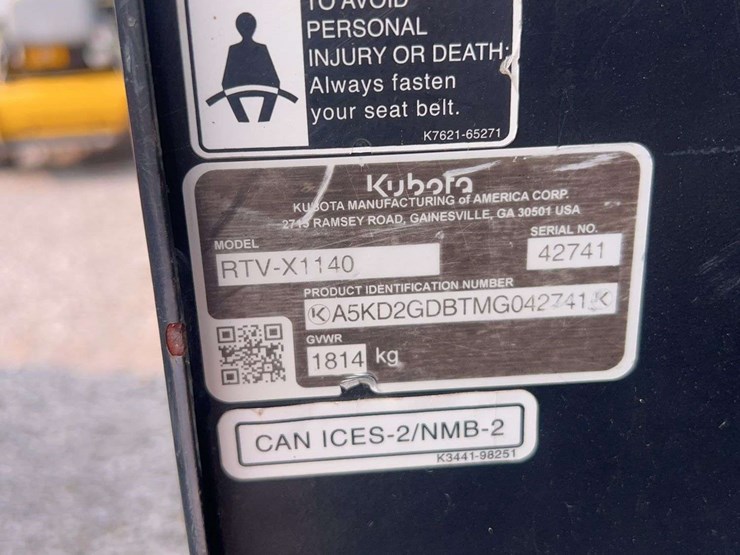 TO AVOID
PERSONAL
INJURY OR DEATH:
Always fasten
your seat belt.
K7621-65271
Kubota
KUBOTA MANUFACTURING of AMERICA CORP.
2715 RAMSEY ROAD, GAINESVILLE, GA 30501 USA
MODEL
SERIAL NO.
RTV-X1140
42741
PRODUCT IDENTIFICATION NUMBER
A5KD2GDBTMG042741
GVWR
1814 kg
CAN ICES-2/NMB-2
K3441-98251